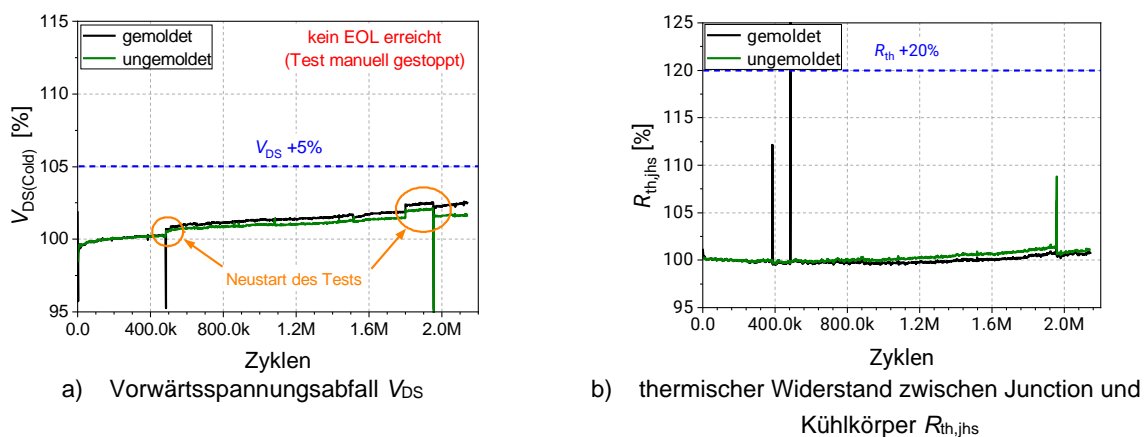 115
110
105
100
95
V_DS(Cold) [%]
gemoldet
ungemoldet
kein EOL erreicht
(Test manuell gestoppt)
V_DS +5%
Neustart des Tests
0.0 400.0k 800.0k 1.2M 1.6M 2.0M
Zyklen
a) Vorwärtsspannungsabfall V_DS
125
120
115
110
105
100
95
R_th,jhs [%]
gemoldet
ungemoldet
R_th +20%
0.0 400.0k 800.0k 1.2M 1.6M 2.0M
Zyklen
b) thermischer Widerstand zwischen Junction und
Kühlkörper R_th,jhs